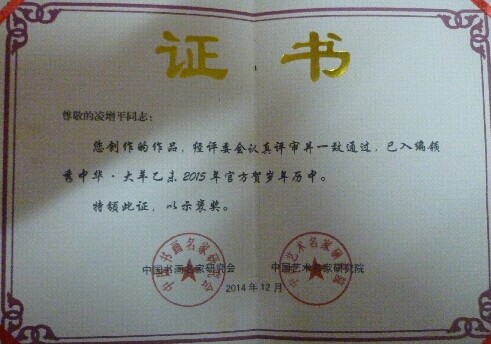 证书
尊敬的凌增平同志：
您创作的作品，经评委会认真评审并一致通过，已入编领
秀中华·大羊乙未2015年官方贺岁年历中。
特颁此证，以示褒奖。
中国书画名家研究会 中国艺术名家研究院
2014年12月